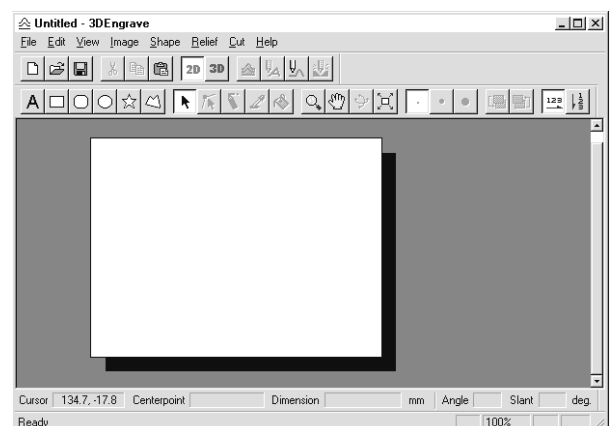 Untitled - 3DEngrave
File Edit View Image Shape Relief Cut Help
2D 3D
A 123 123
Cursor 134.7, -17.8 Centerpoint Dimension mm Angle Slant deg.
Ready 100%